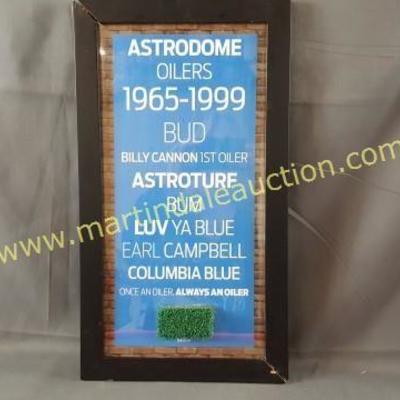 ASTRODOME
OILERS
1965-1999
BUD
BILLY CANNON 1ST OILER
ASTROTURF
BUM
www.martindaleauction.com
LUV YA BLUE
EARL CAMPBELL
COLUMBIA BLUE
ONCE AN OILER. ALWAYS AN OILER